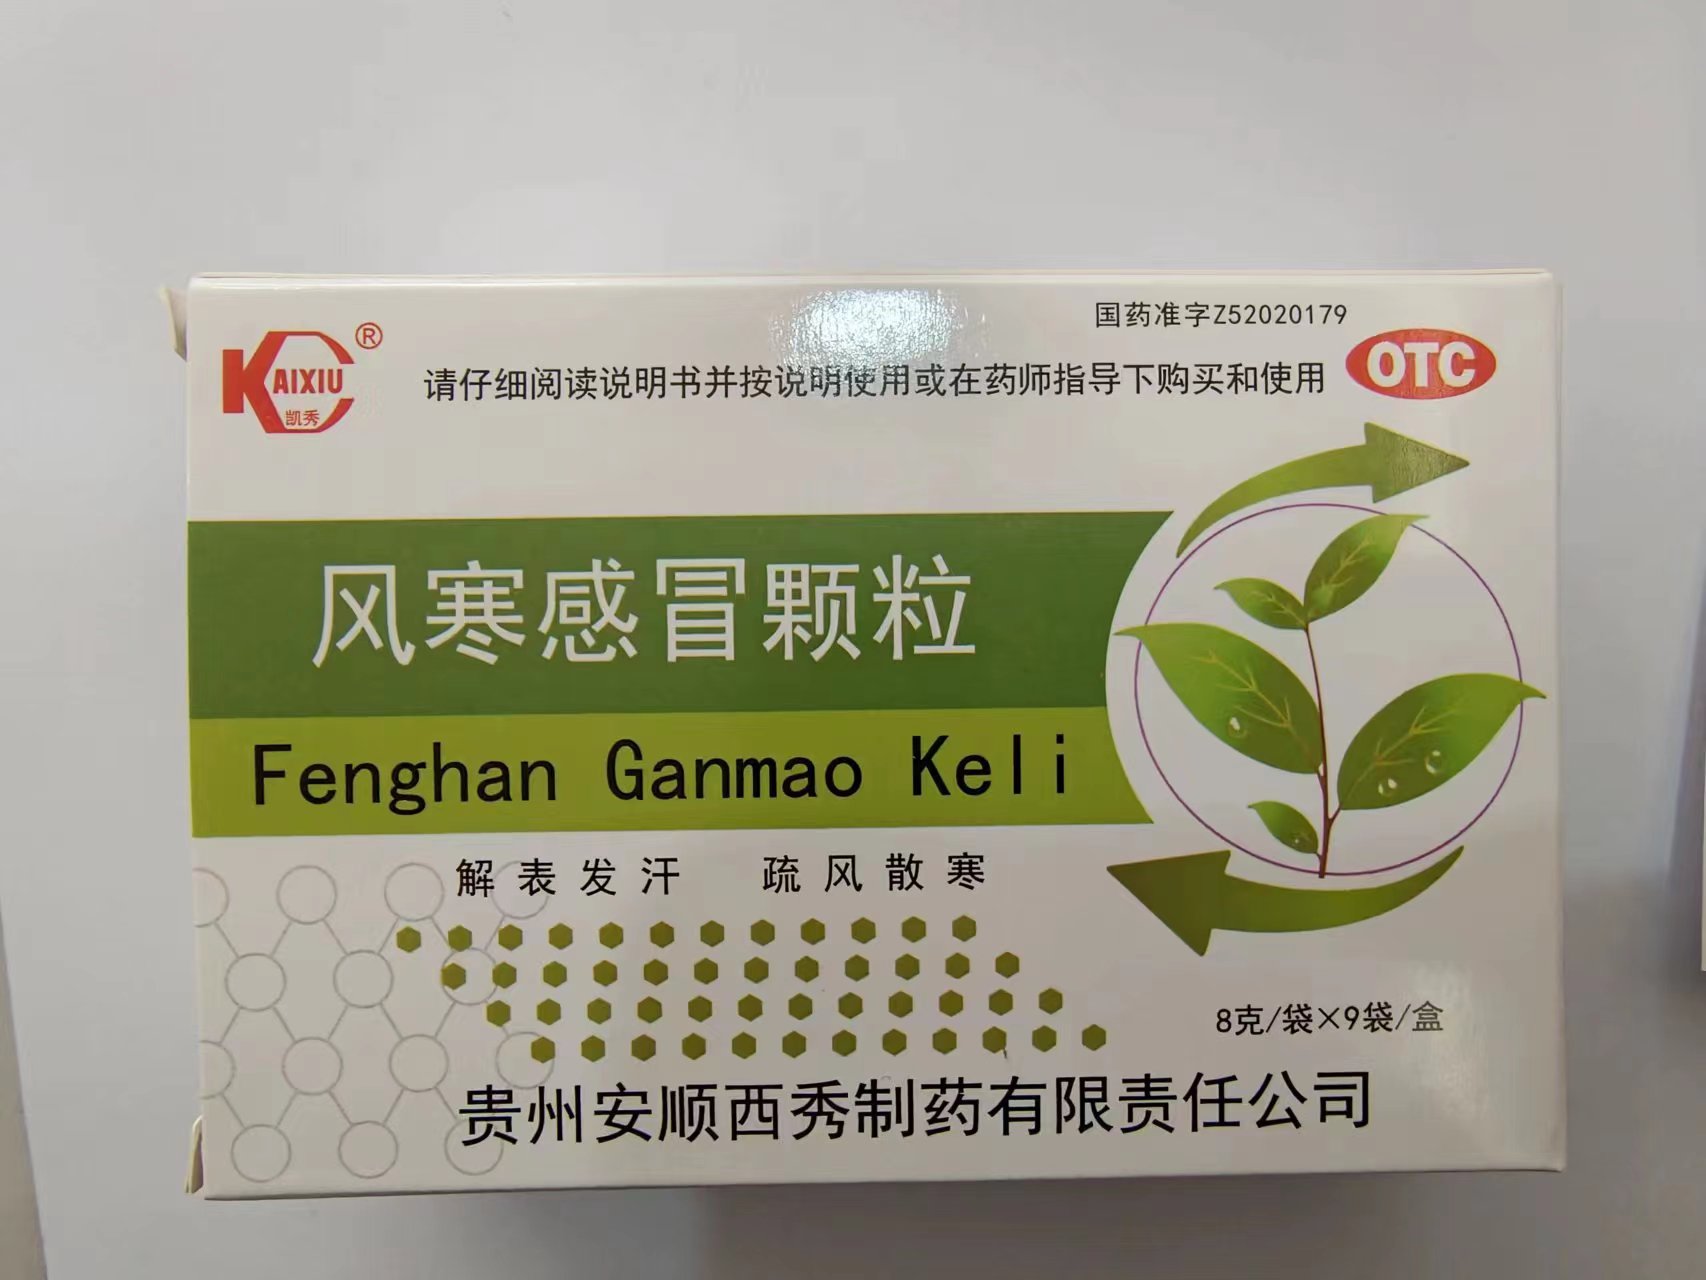 国药准字Z52020179
KAIXIU®
凯秀
请仔细阅读说明书并按说明使用或在药师指导下购买和使用
OTC
风寒感冒颗粒
Fenghan Ganmao Keli
解表发汗 疏风散寒
8克/袋×9袋/盒
贵州安顺西秀制药有限责任公司